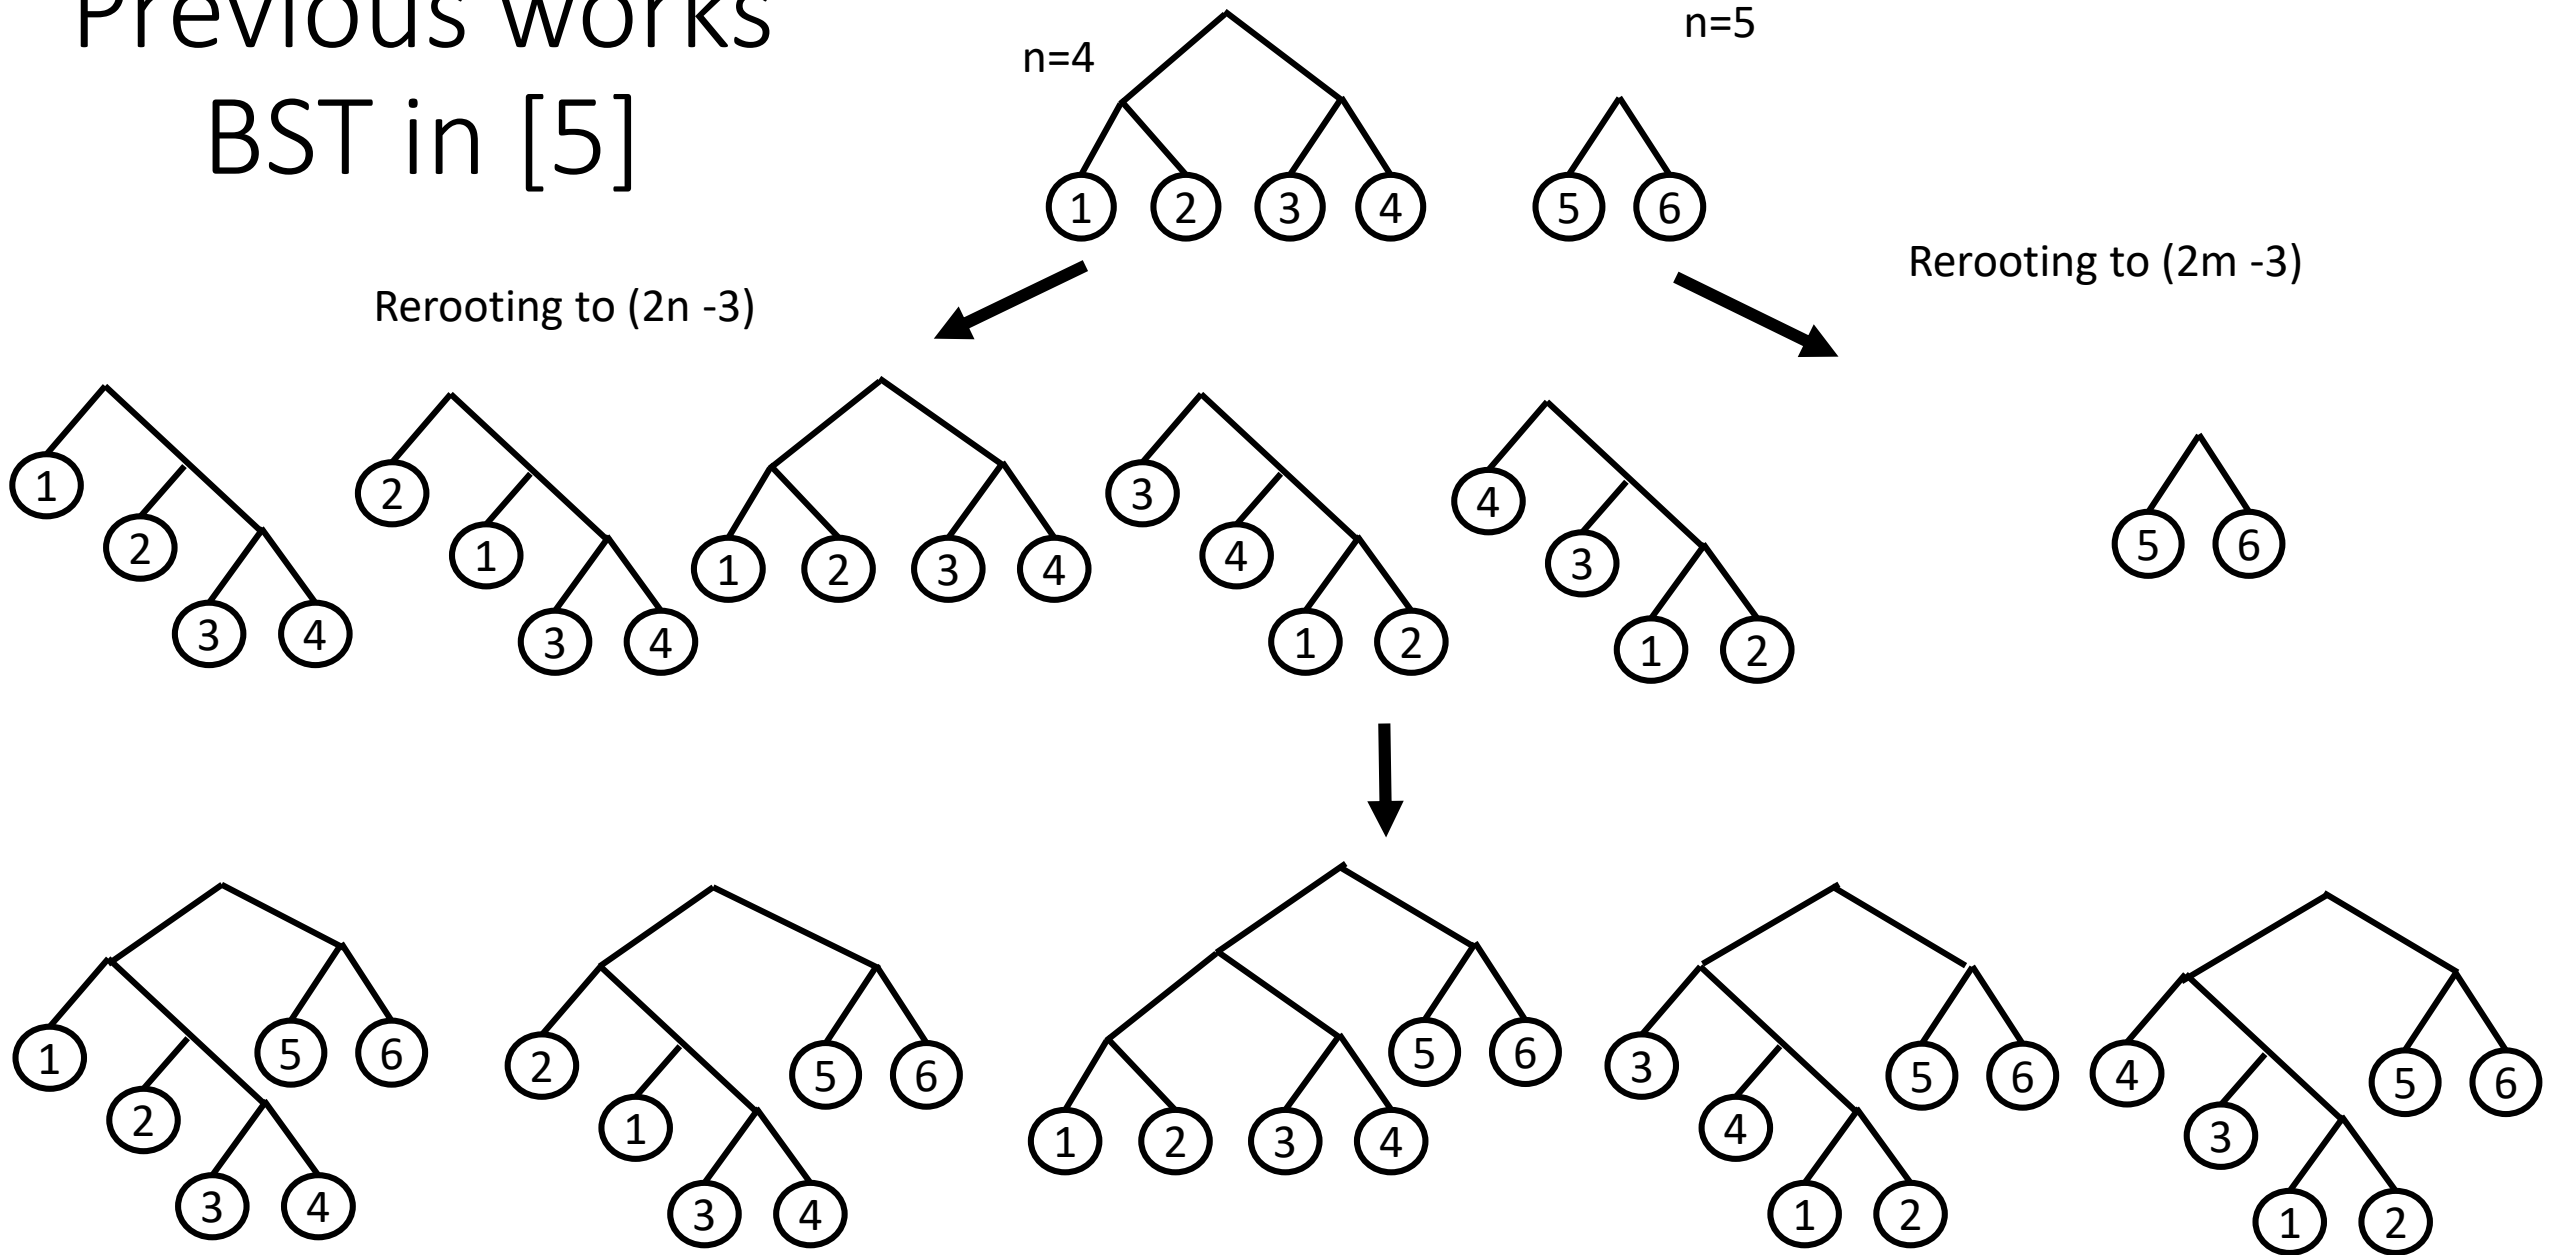 Previous works
BST in [5]
n=4
n=5
1 2 3 4 5 6
Rerooting to (2n -3)
Rerooting to (2m -3)
1 2 3 4
2 1 3 4
1 2 3 4
3 4 1 2
4 3 1 2
5 6
1 2 3 4 5 6
2 1 3 4 5 6
1 2 3 4 5 6
3 4 1 2 5 6
4 3 1 2 5 6